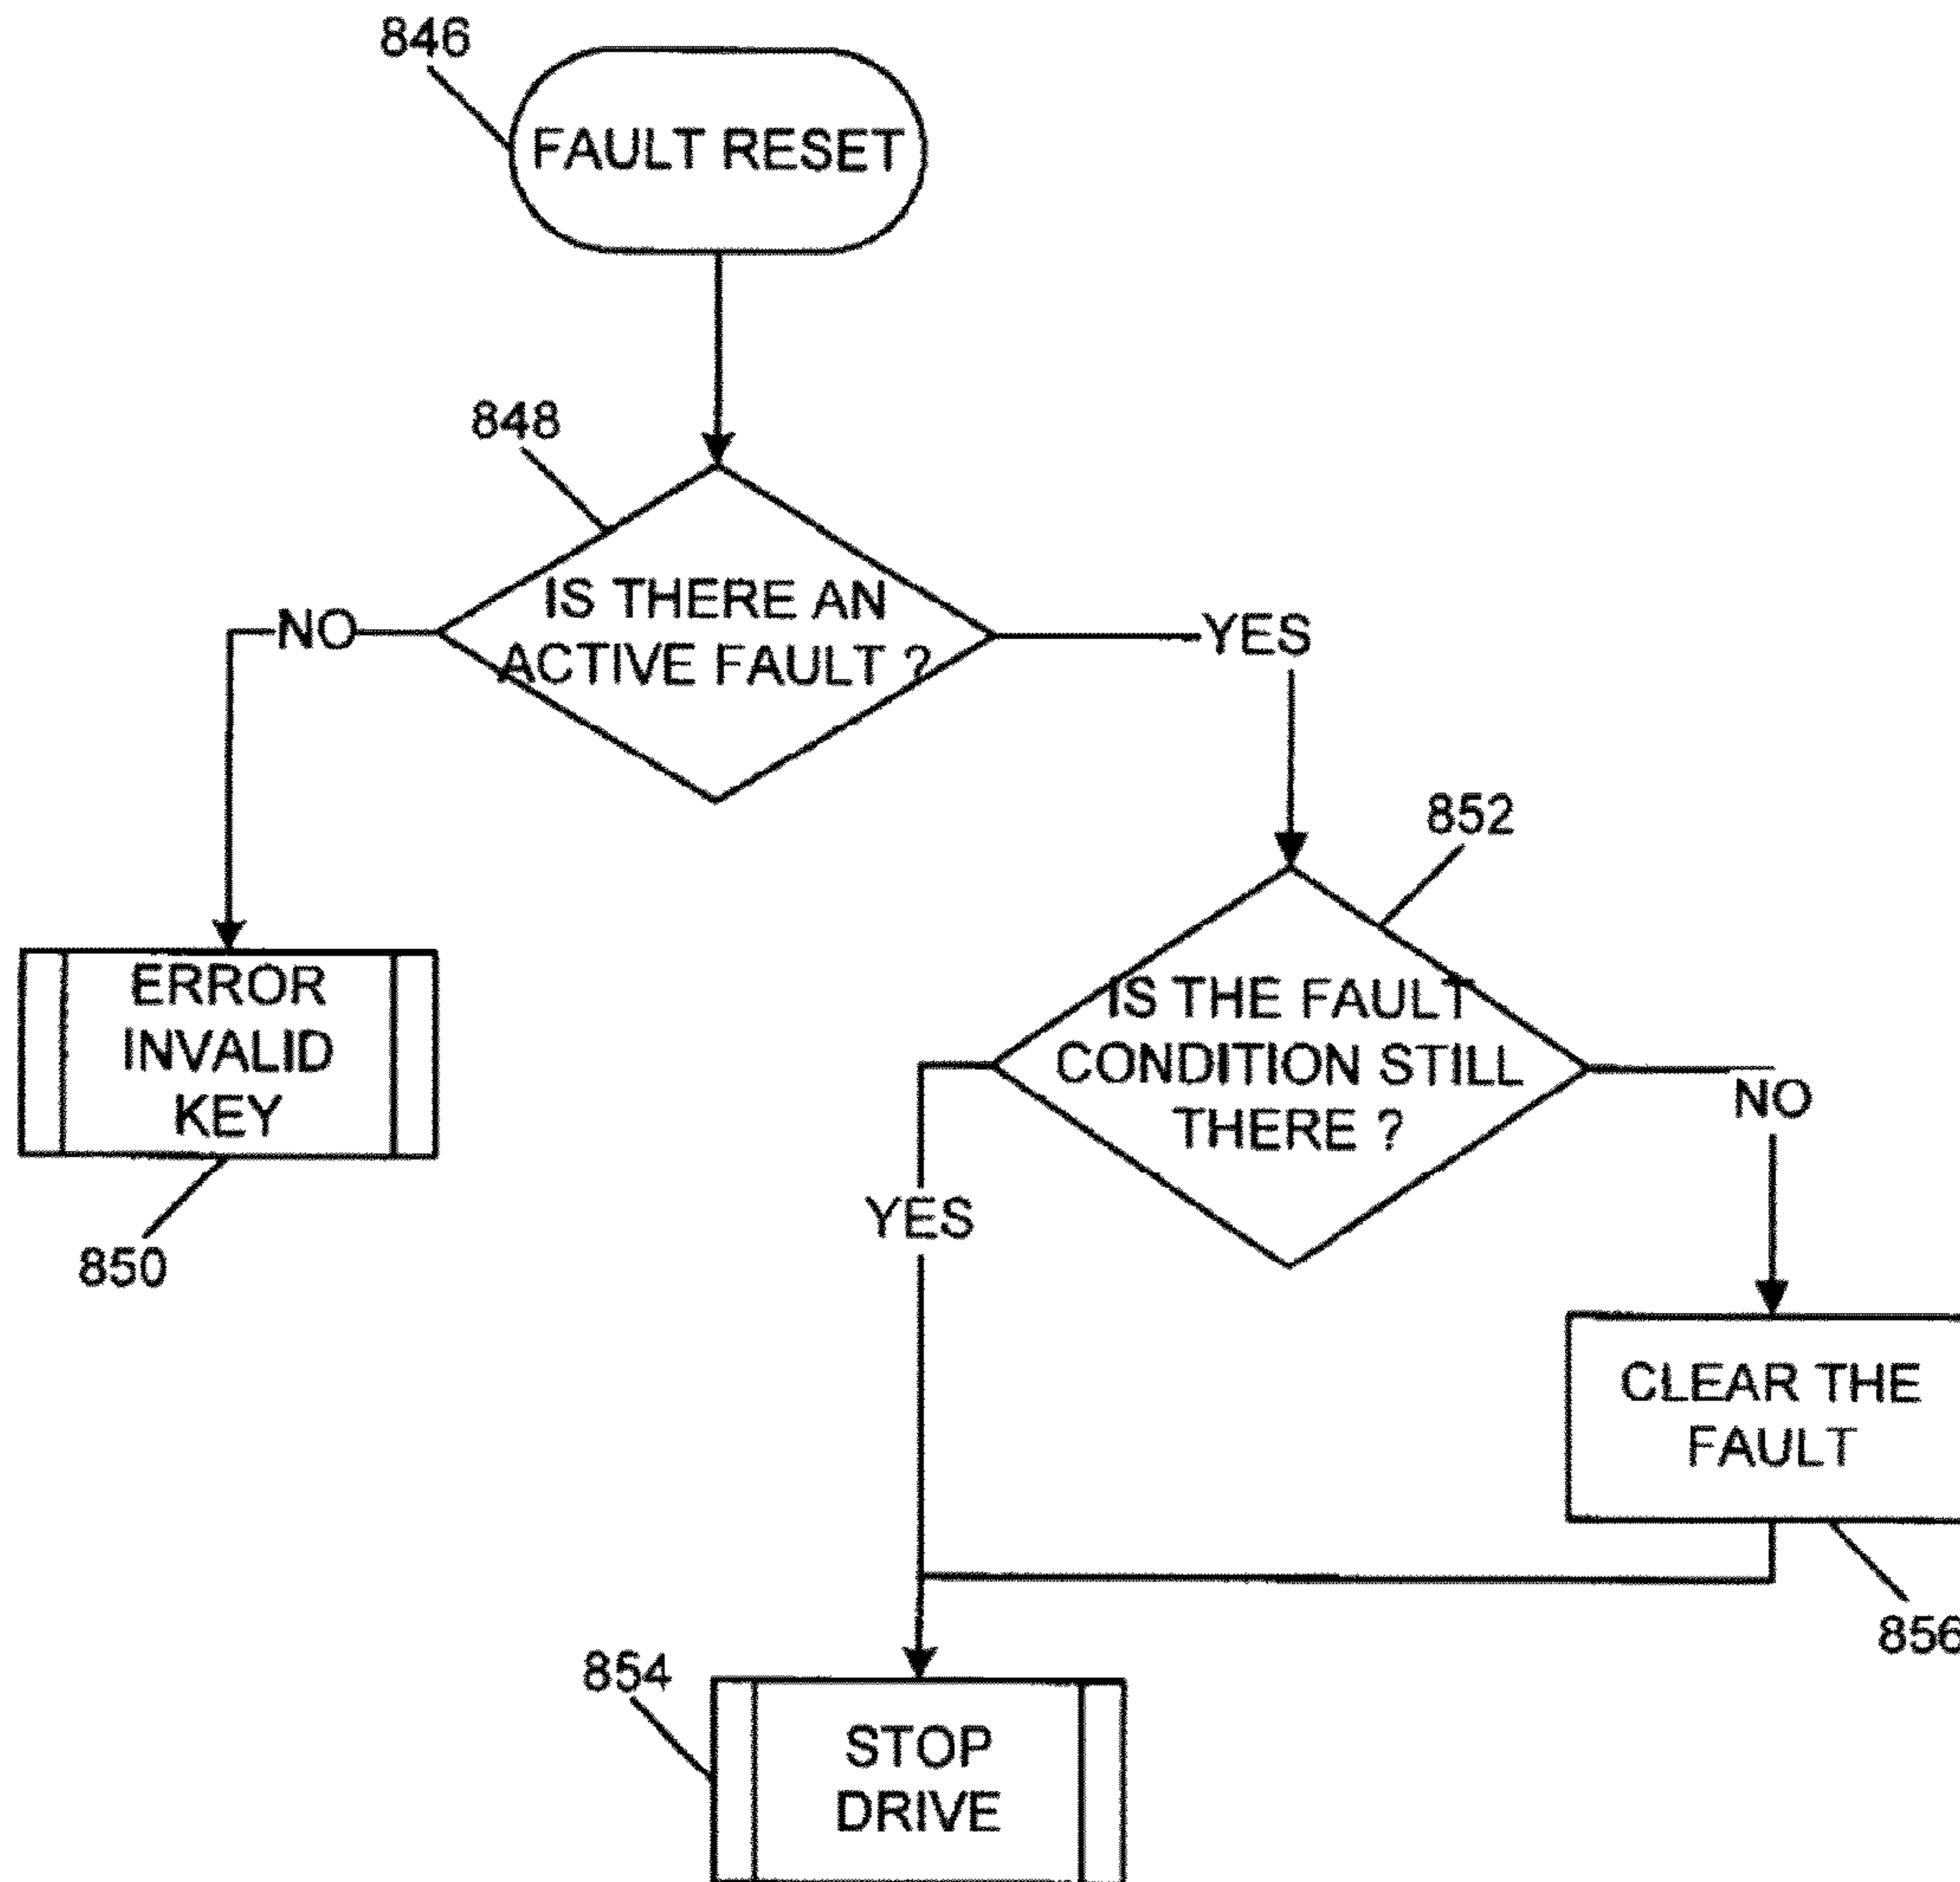 846
FAULT RESET
848
IS THERE AN
ACTIVE FAULT ?
NO
YES
852
ERROR
INVALID
KEY
850
IS THE FAULT
CONDITION STILL
THERE ?
YES
NO
CLEAR THE
FAULT
856
854
STOP
DRIVE